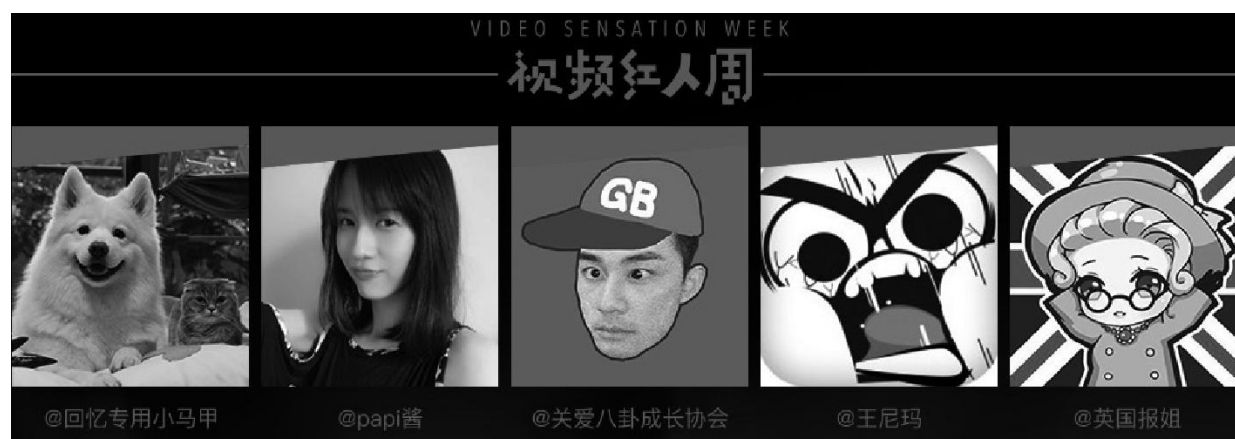 VIDEO SENSATION WEEK
视频红人周
GB
@回忆专用小马甲
@papi酱
@关爱八卦成长协会
@王尼玛
@英国报姐